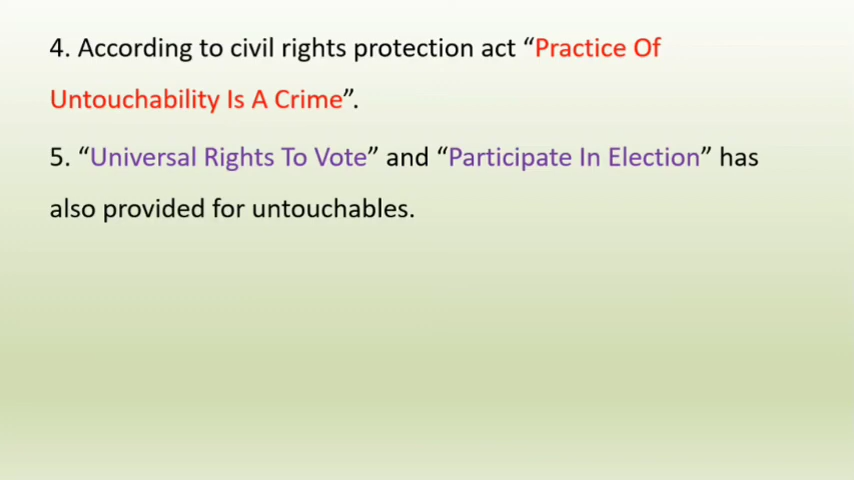 4. According to civil rights protection act “Practice Of
Untouchability Is A Crime”.
5. “Universal Rights To Vote” and “Participate In Election” has
also provided for untouchables.